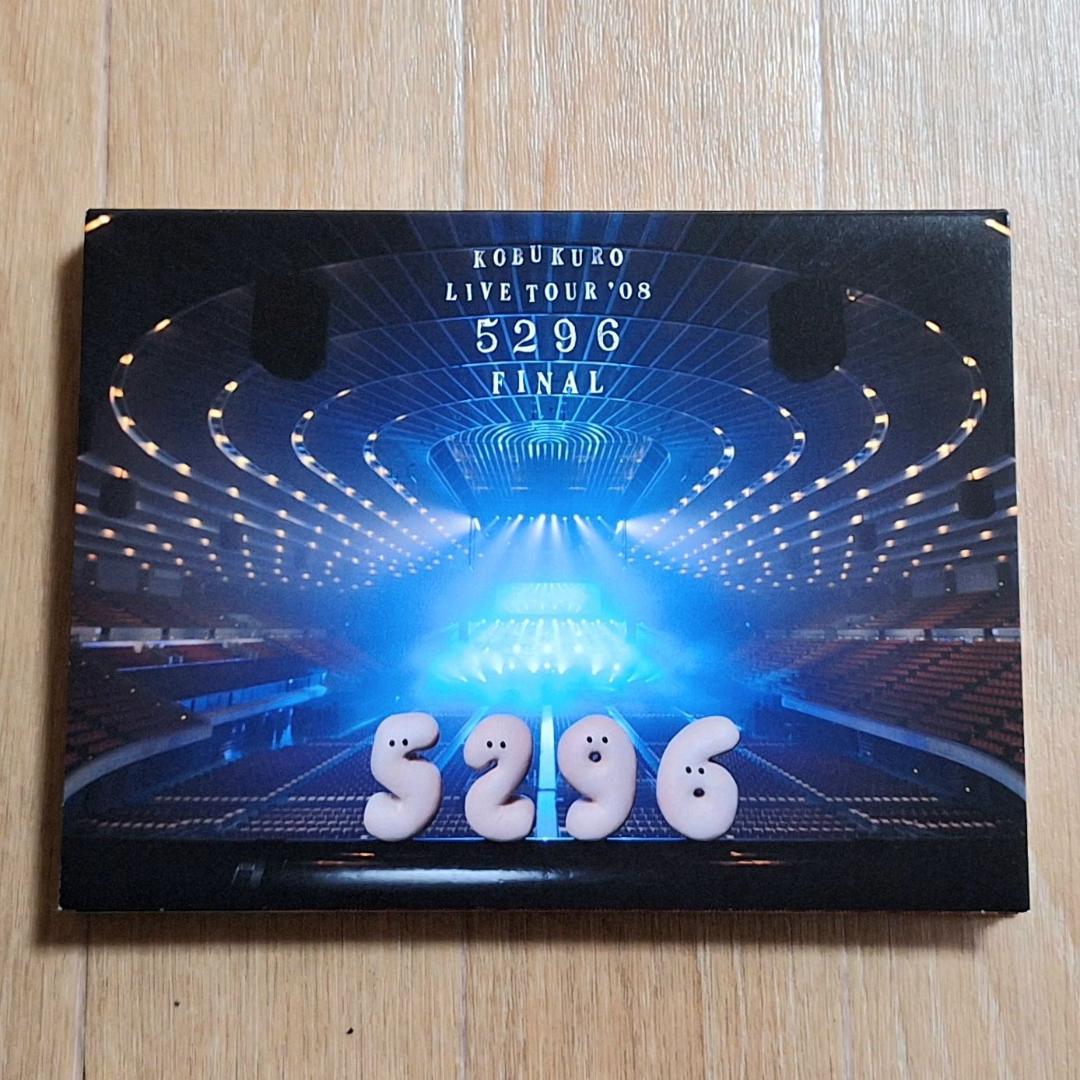 KOBUKURO
LIVE TOUR '08
5296
FINAL
5296